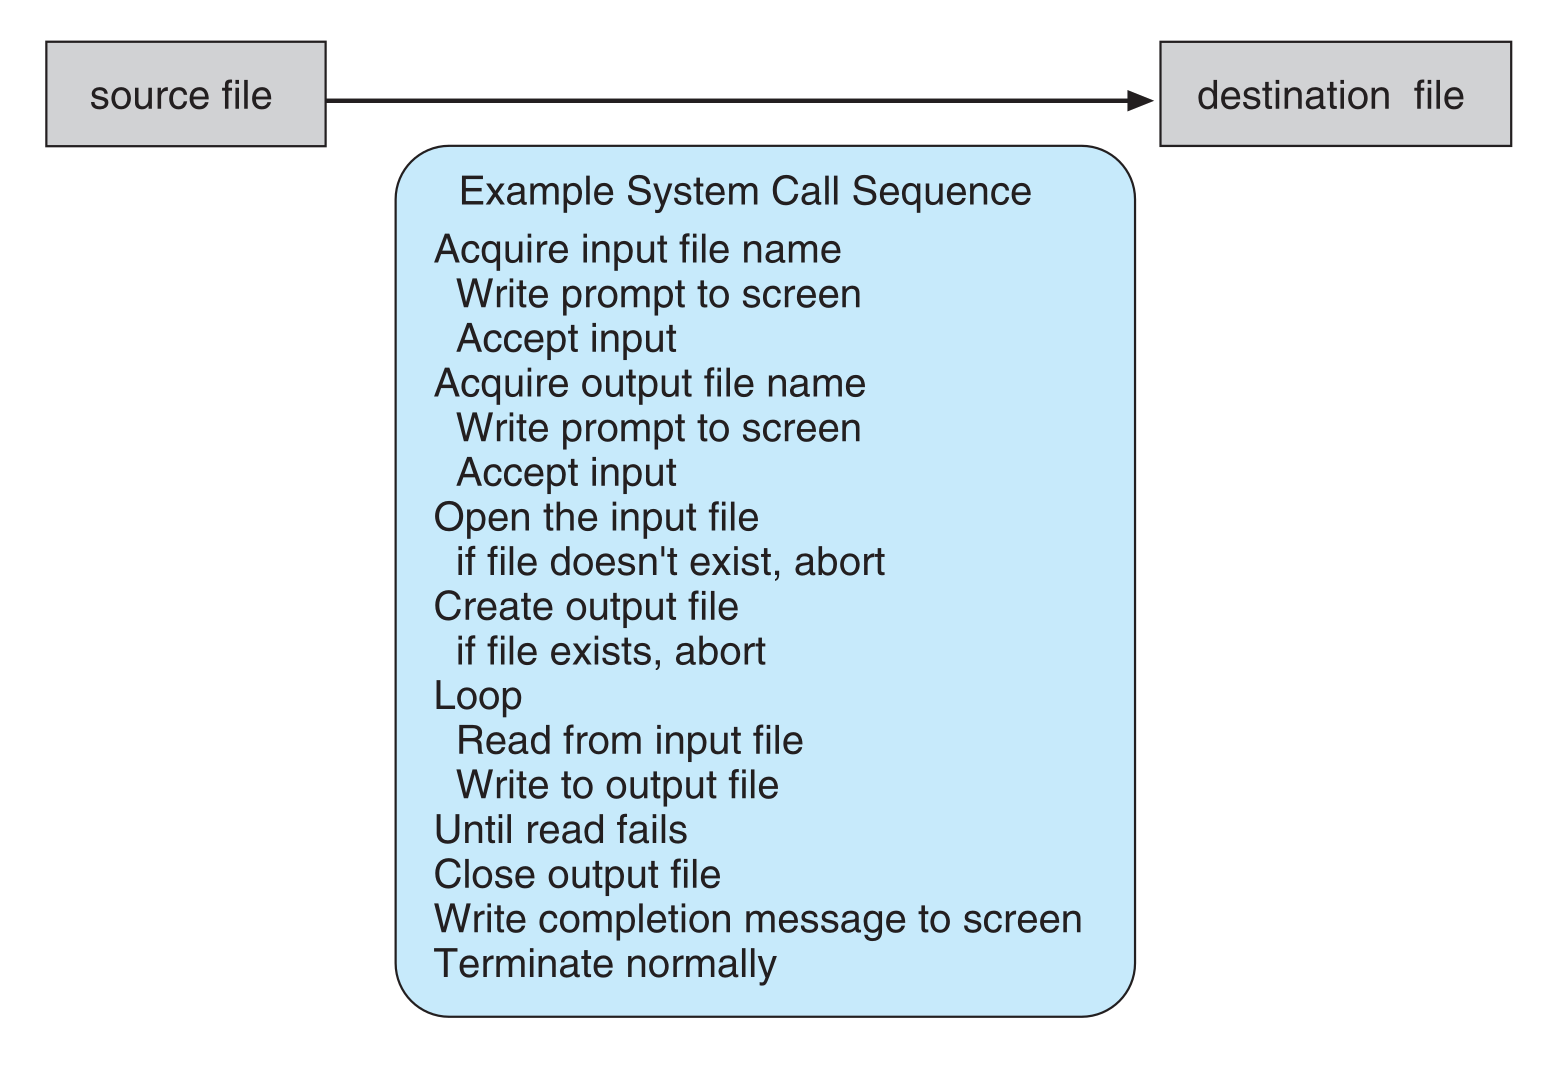 source file
destination file
Example System Call Sequence
Acquire input file name
Write prompt to screen
Accept input
Acquire output file name
Write prompt to screen
Accept input
Open the input file
if file doesn't exist, abort
Create output file
if file exists, abort
Loop
Read from input file
Write to output file
Until read fails
Close output file
Write completion message to screen
Terminate normally